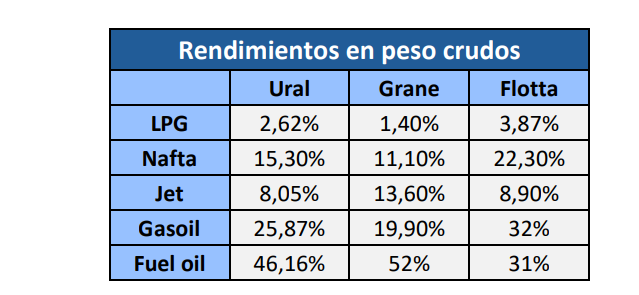 Rendimientos en peso crudos
Ural Grane Flotta
LPG 2,62% 1,40% 3,87%
Nafta 15,30% 11,10% 22,30%
Jet 8,05% 13,60% 8,90%
Gasoil 25,87% 19,90% 32%
Fuel oil 46,16% 52% 31%